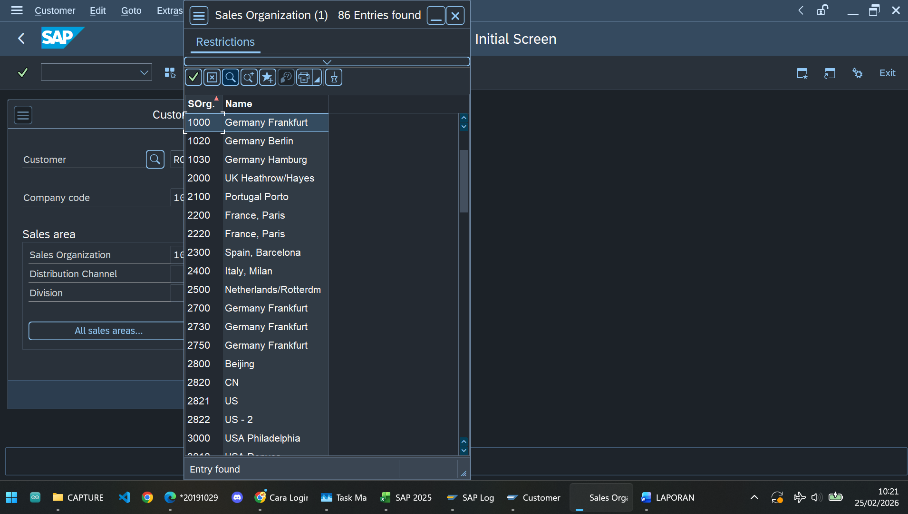 Customer Edit Goto Extras
Sales Organization (1) 86 Entries found
Restrictions
SAP
Initial Screen
Exit
SOrg. Name
1000 Germany Frankfurt
1020 Germany Berlin
1030 Germany Hamburg
2000 UK Heathrow/Hayes
2100 Portugal Porto
2200 France, Paris
2220 France, Paris
2300 Spain, Barcelona
2400 Italy, Milan
2500 Netherlands/Rotterdm
2700 Germany Frankfurt
2730 Germany Frankfurt
2750 Germany Frankfurt
2800 Beijing
2820 CN
2821 US
2822 US - 2
3000 USA Philadelphia
Entry found
Custom
Customer RO
Company code 10
Sales area
Sales Organization 10
Distribution Channel
Division
All sales areas...
CAPTURE
*20191029
Cara Login
Task Ma
SAP 2025
SAP Log
Customer
Sales Orga
LAPORAN
10:21
25/02/2026